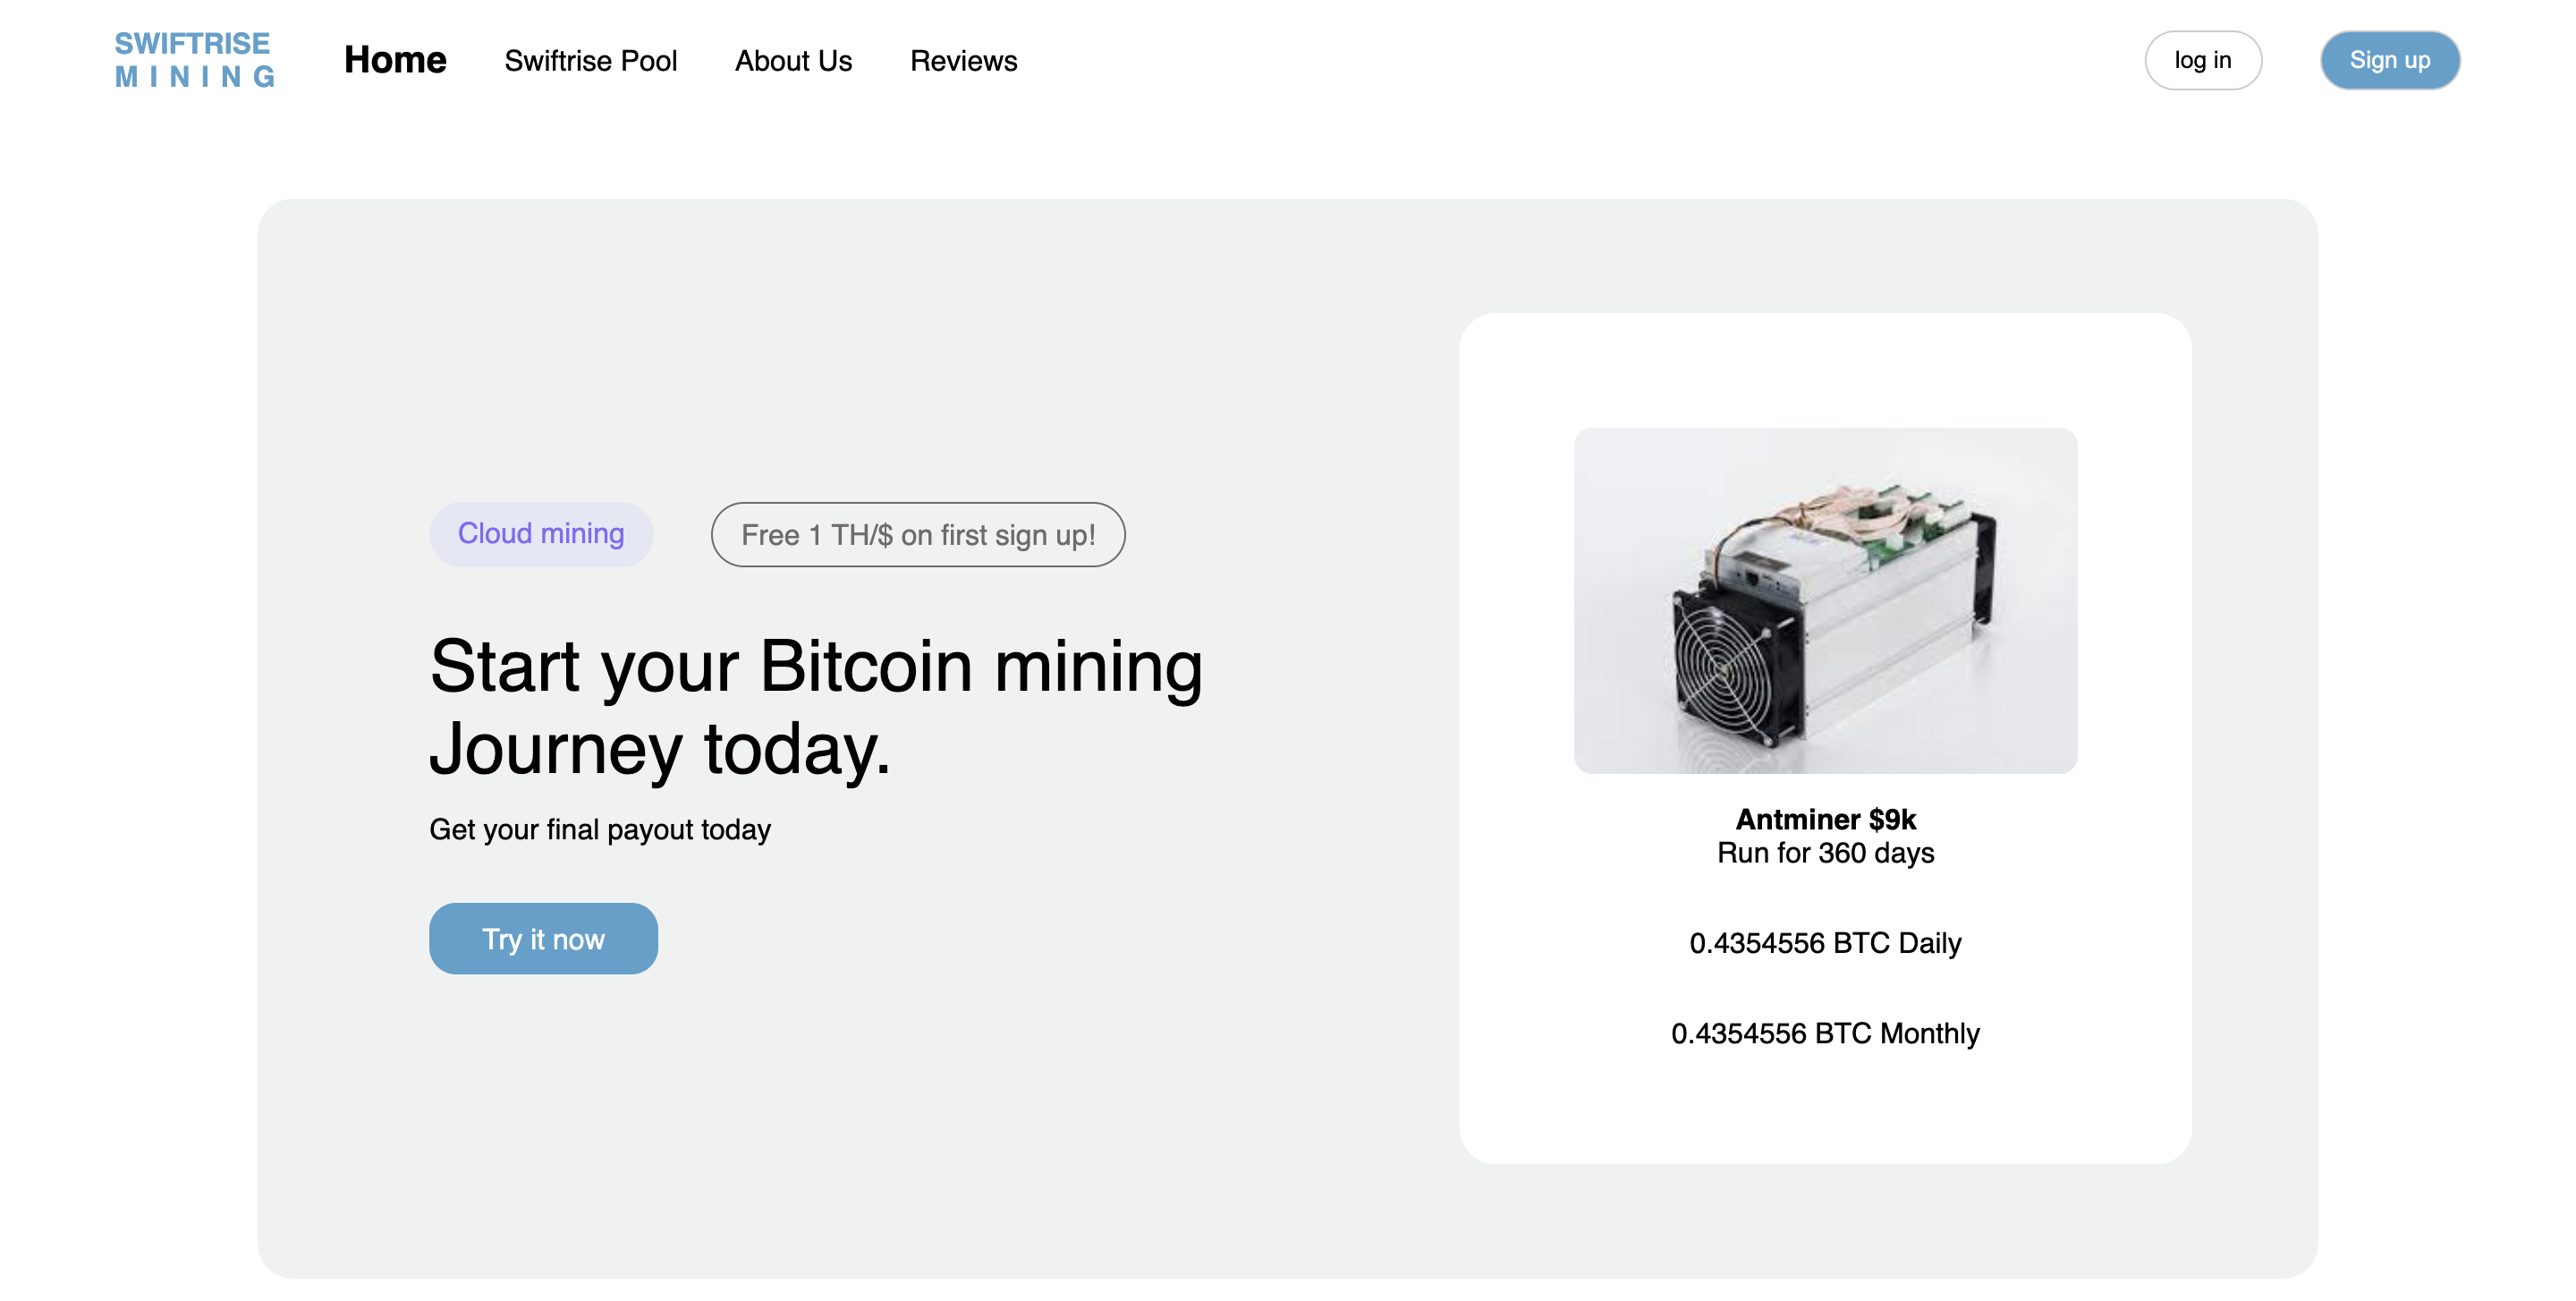 SWIFTRISE
MINING
Home
Swiftrise Pool
About Us
Reviews
log in
Sign up
Cloud mining
Free 1 TH/$ on first sign up!
Start your Bitcoin mining
Journey today.
Get your final payout today
Try it now
Antminer $9k
Run for 360 days
0.4354556 BTC Daily
0.4354556 BTC Monthly